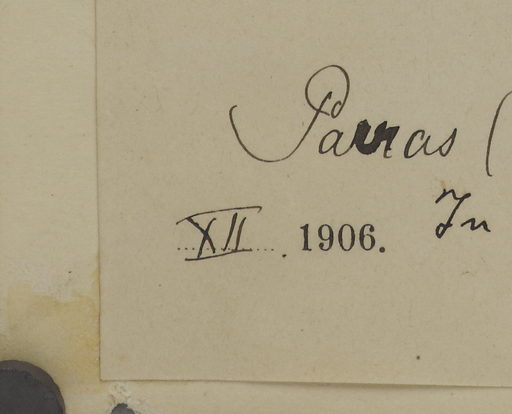 Parras (
XII. 1906. In